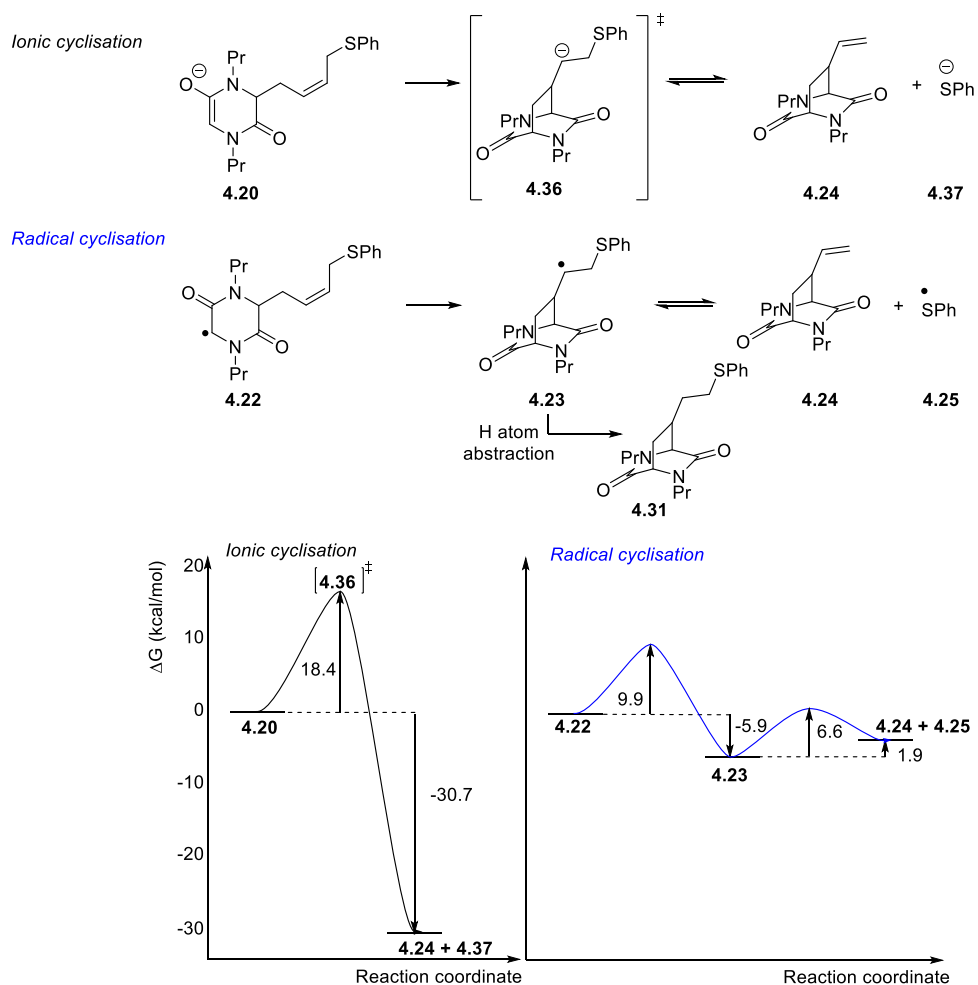 Ionic cyclisation
SPh
Pr
N
⊖
O
O
N
Pr
4.20
SPh
⊖
PrN
O
O
N
Pr
4.36
‡
PrN
O
O
N
Pr
4.24
+
⊖
SPh
4.37
Radical cyclisation
SPh
Pr
N
O
•
O
N
Pr
4.22
SPh
•
PrN
O
O
N
Pr
4.23
H atom
abstraction
SPh
PrN
O
O
N
Pr
4.31
PrN
O
O
N
Pr
4.24
+
•
SPh
4.25
Ionic cyclisation
[4.36]‡
ΔG (kcal/mol)
20
10
0
-10
-20
-30
18.4
4.20
-30.7
4.24 + 4.37
Reaction coordinate
Radical cyclisation
9.9
4.22
-5.9
4.23
6.6
4.24 + 4.25
1.9
Reaction coordinate